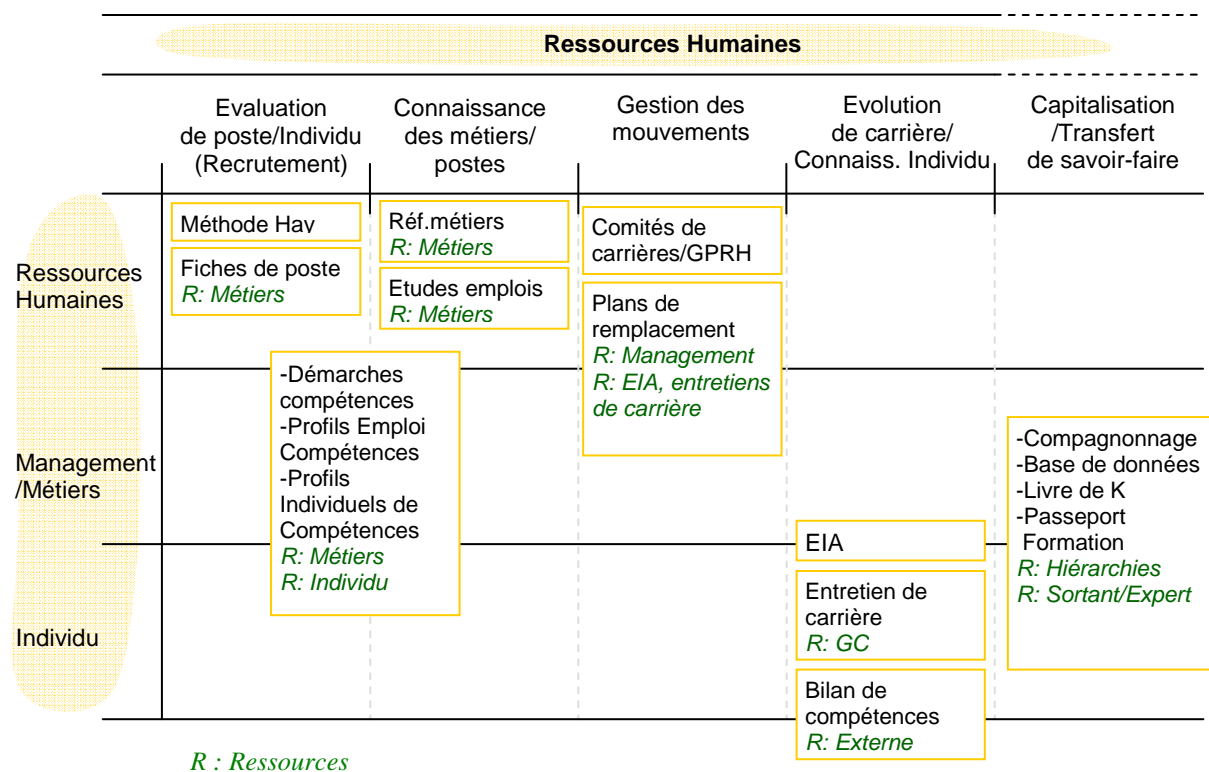 Ressources Humaines
Evaluation
de poste/Individu
(Recrutement)
Connaissance
des métiers/
postes
Gestion des
mouvements
Evolution
de carrière/
Connaiss. Individu
Capitalisation
/Transfert
de savoir-faire
Ressources
Humaines
Management
/Métiers
Individu
Méthode Hay
Fiches de poste
R: Métiers
Réf.métiers
R: Métiers
Etudes emplois
R: Métiers
-Démarches
compétences
-Profils Emploi
Compétences
-Profils
Individuels de
Compétences
R: Métiers
R: Individu
Comités de
carrières/GPRH
Plans de
remplacement
R: Management
R: EIA, entretiens
de carrière
EIA
Entretien de
carrière
R: GC
Bilan de
compétences
R: Externe
-Compagnonnage
-Base de données
-Livre de K
-Passeport
Formation
R: Hiérarchies
R: Sortant/Expert
R : Ressources